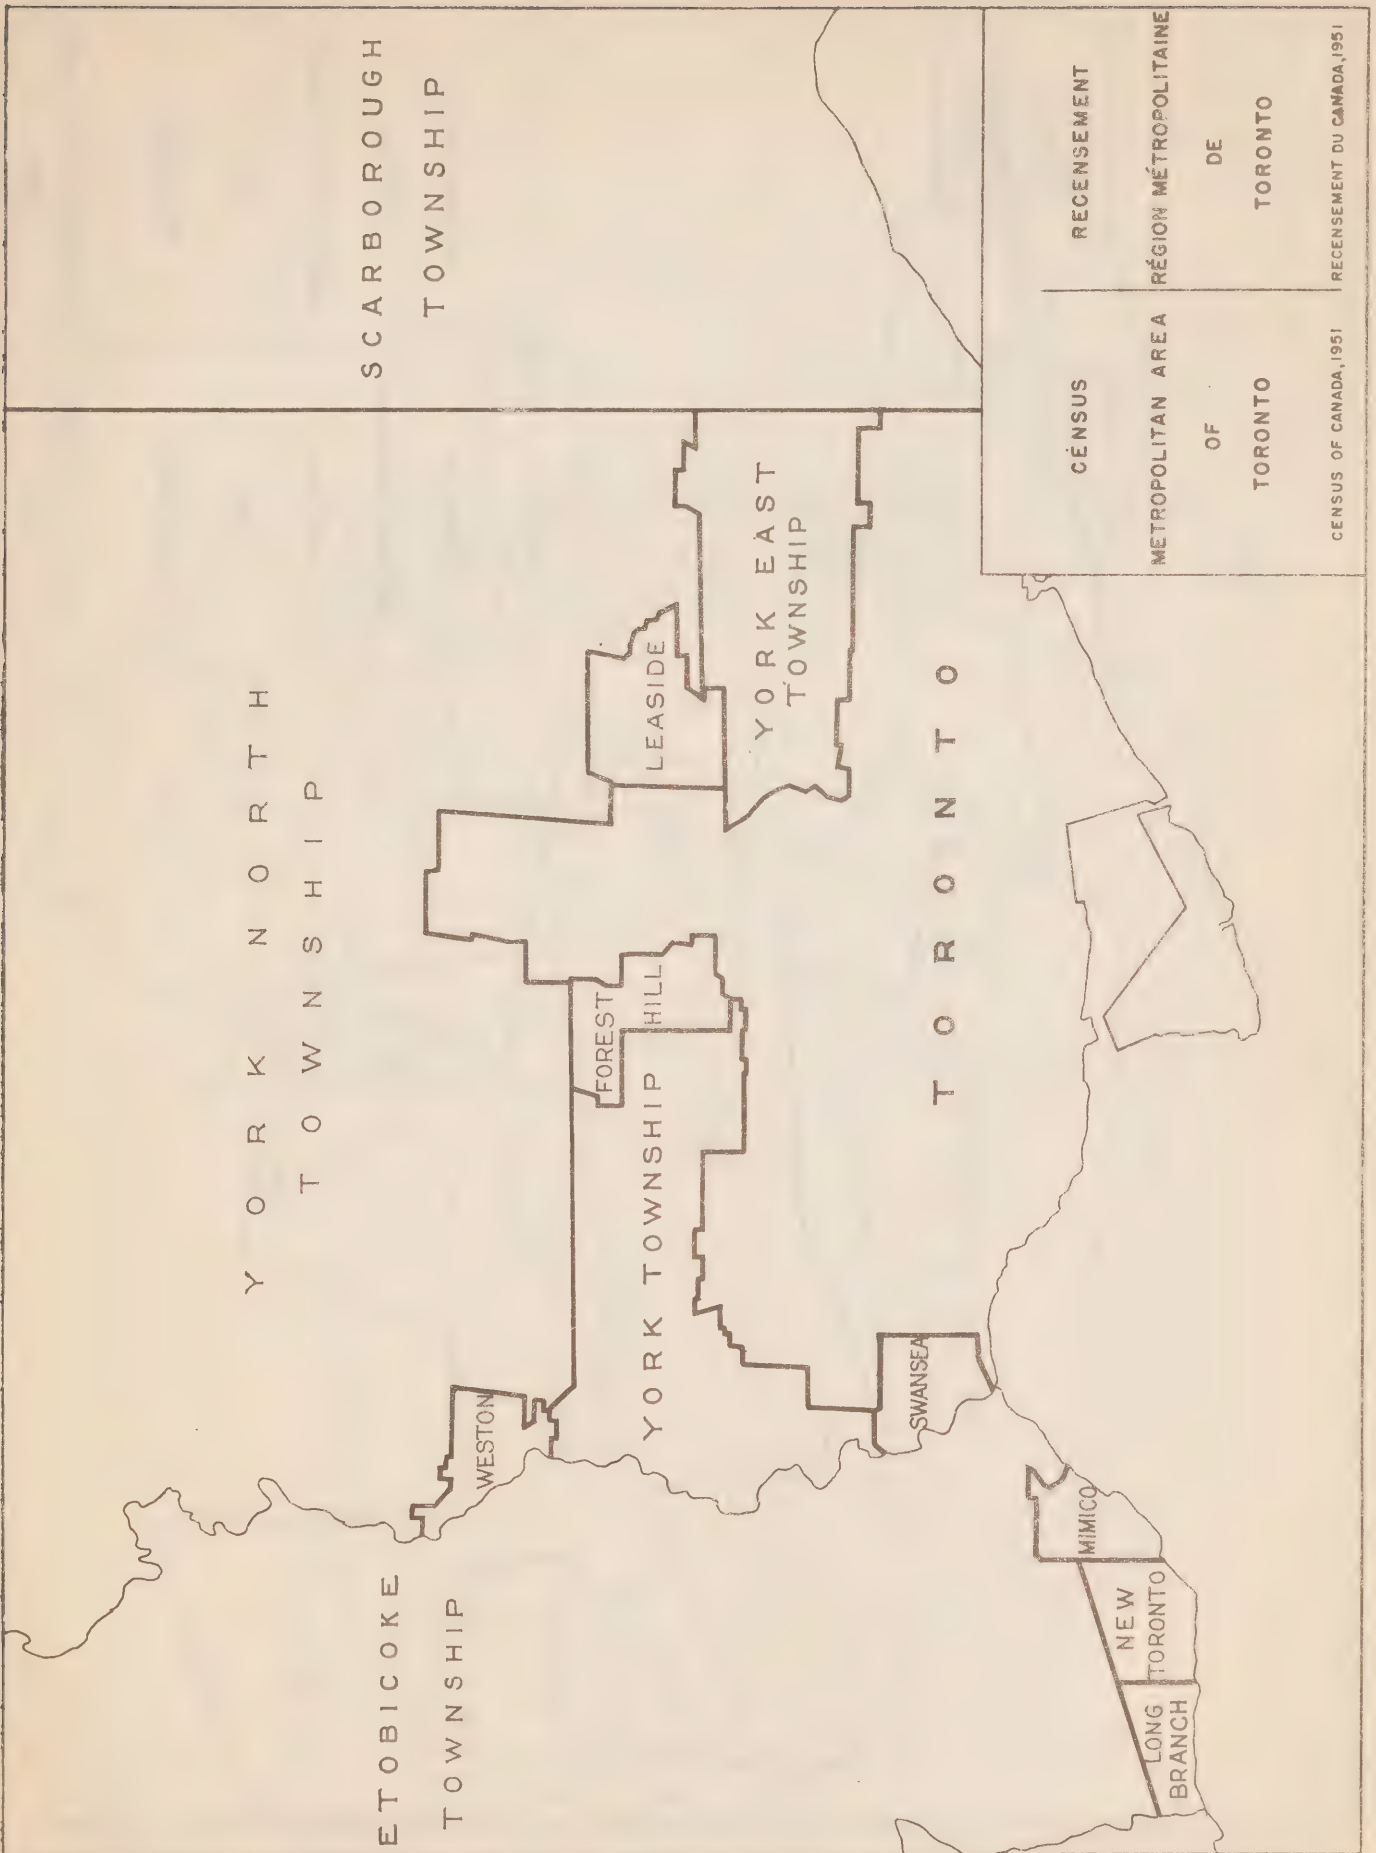 YORK NORTH
TOWNSHIP
SCARBOROUGH
TOWNSHIP
ETOBICOKE
TOWNSHIP
WESTON
YORK TOWNSHIP
FOREST
HILL
LEASIDE
YORK EAST
TOWNSHIP
SWANSEA
TORONTO
MIMICO
NEW
TORONTO
LONG
BRANCH
CENSUS
METROPOLITAN AREA
OF
TORONTO
CENSUS OF CANADA, 1951
RECENSEMENT
RÉGION MÉTROPOLITAINE
DE
TORONTO
RECENSEMENT DU CANADA, 1951